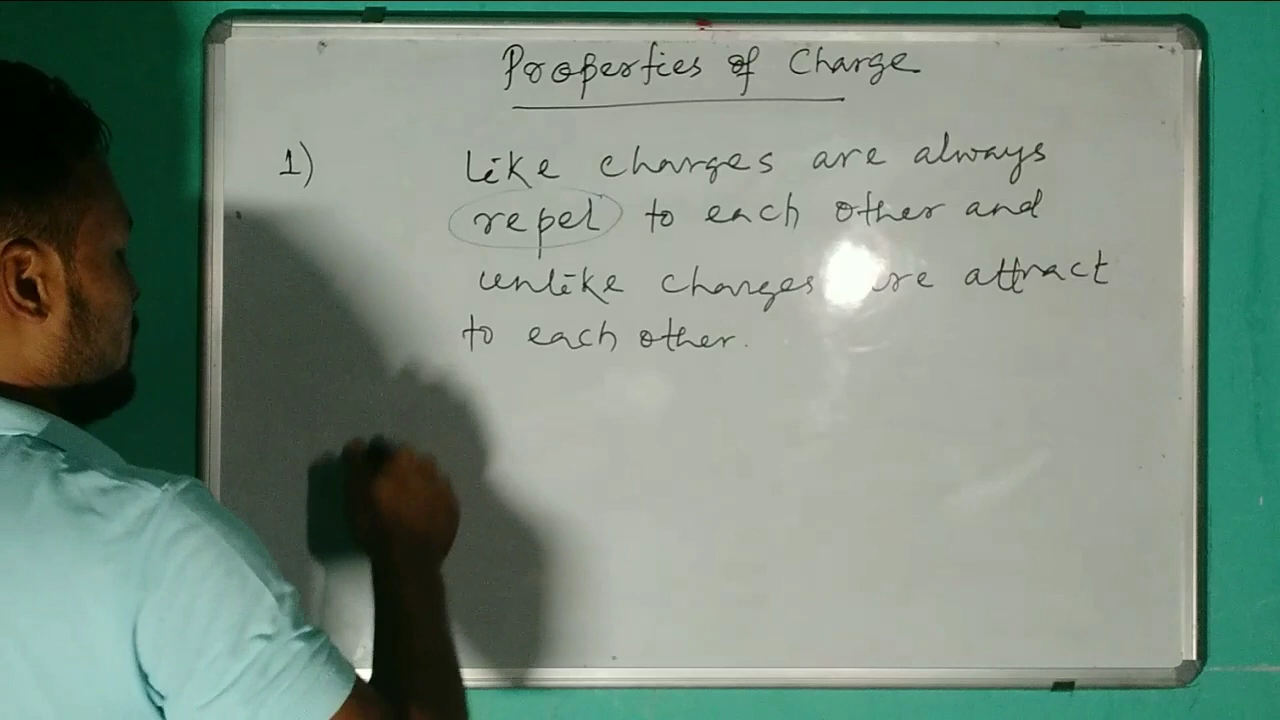 Properties of Charge
1) Like charges are always
repel to each other and
unlike charges are attract
to each other.